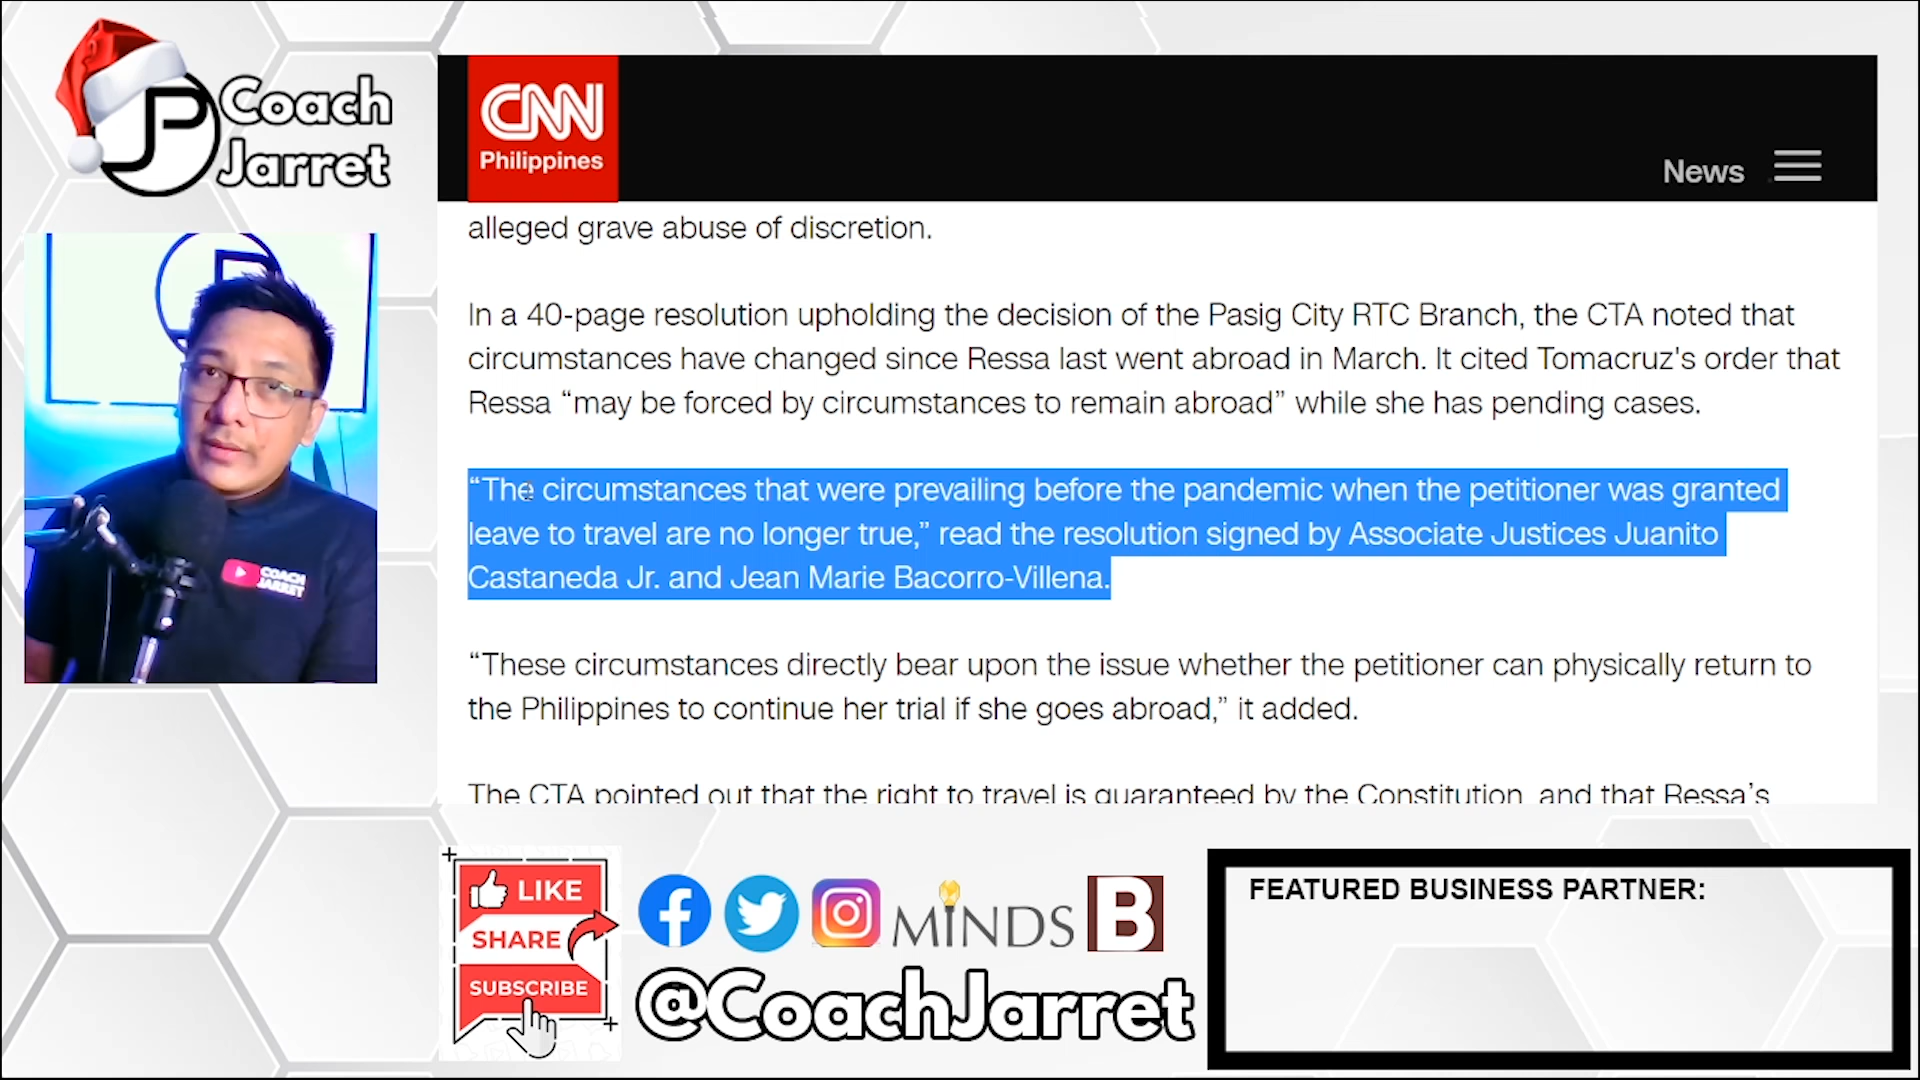 Coach
Jarret
CNN
Philippines
News
alleged grave abuse of discretion.
In a 40-page resolution upholding the decision of the Pasig City RTC Branch, the CTA noted that
circumstances have changed since Ressa last went abroad in March. It cited Tomacruz's order that
Ressa “may be forced by circumstances to remain abroad” while she has pending cases.
“The circumstances that were prevailing before the pandemic when the petitioner was granted
leave to travel are no longer true,” read the resolution signed by Associate Justices Juanito
Castaneda Jr. and Jean Marie Bacorro-Villena.
“These circumstances directly bear upon the issue whether the petitioner can physically return to
the Philippines to continue her trial if she goes abroad,” it added.
The CTA pointed out that the right to travel is guaranteed by the Constitution, and that Ressa’s
COACH
JARRET
LIKE
SHARE
SUBSCRIBE
MINDS B
@CoachJarret
FEATURED BUSINESS PARTNER: